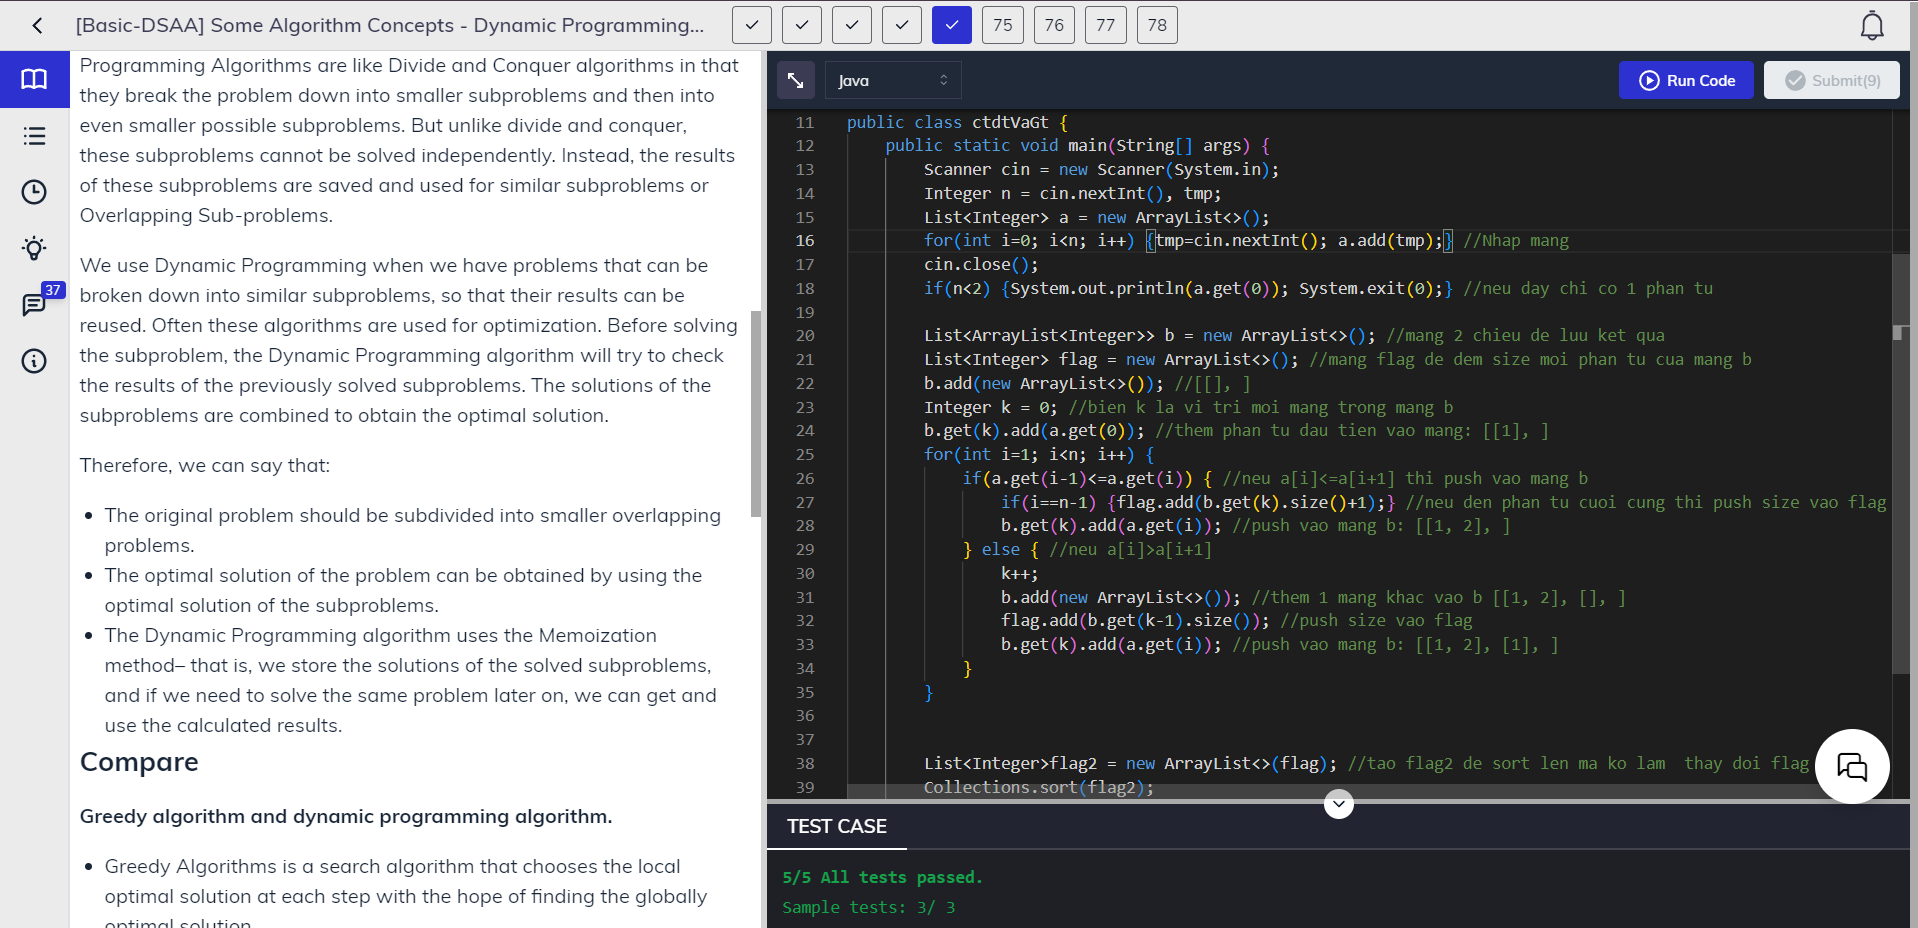 [Basic-DSAA] Some Algorithm Concepts - Dynamic Programming...
75 76 77 78
Programming Algorithms are like Divide and Conquer algorithms in that
they break the problem down into smaller subproblems and then into
even smaller possible subproblems. But unlike divide and conquer,
these subproblems cannot be solved independently. Instead, the results
of these subproblems are saved and used for similar subproblems or
Overlapping Sub-problems.
We use Dynamic Programming when we have problems that can be
broken down into similar subproblems, so that their results can be
reused. Often these algorithms are used for optimization. Before solving
the subproblem, the Dynamic Programming algorithm will try to check
the results of the previously solved subproblems. The solutions of the
subproblems are combined to obtain the optimal solution.
Therefore, we can say that:
• The original problem should be subdivided into smaller overlapping
problems.
• The optimal solution of the problem can be obtained by using the
optimal solution of the subproblems.
• The Dynamic Programming algorithm uses the Memoization
method– that is, we store the solutions of the solved subproblems,
and if we need to solve the same problem later on, we can get and
use the calculated results.
Compare
Greedy algorithm and dynamic programming algorithm.
• Greedy Algorithms is a search algorithm that chooses the local
optimal solution at each step with the hope of finding the globally
optimal solution
37
Java
Run Code
Submit(9)
11 public class ctdtVaGt {
12 public static void main(String[] args) {
13 Scanner cin = new Scanner(System.in);
14 Integer n = cin.nextInt(), tmp;
15 List<Integer> a = new ArrayList<>();
16 for(int i=0; i<n; i++) {tmp=cin.nextInt(); a.add(tmp);} //Nhap mang
17 cin.close();
18 if(n<2) {System.out.println(a.get(0)); System.exit(0);} //neu day chi co 1 phan tu
19
20 List<ArrayList<Integer>> b = new ArrayList<>(); //mang 2 chieu de luu ket qua
21 List<Integer> flag = new ArrayList<>(); //mang flag de dem size moi phan tu cua mang b
22 b.add(new ArrayList<>()); //[[], ]
23 Integer k = 0; //bien k la vi tri moi mang trong mang b
24 b.get(k).add(a.get(0)); //them phan tu dau tien vao mang: [[1], ]
25 for(int i=1; i<n; i++) {
26 if(a.get(i-1)<=a.get(i)) { //neu a[i]<=a[i+1] thi push vao mang b
27 if(i==n-1) {flag.add(b.get(k).size()+1);} //neu den phan tu cuoi cung thi push size vao flag
28 b.get(k).add(a.get(i)); //push vao mang b: [[1, 2], ]
29 } else { //neu a[i]>a[i+1]
30 k++;
31 b.add(new ArrayList<>()); //them 1 mang khac vao b [[1, 2], [], ]
32 flag.add(b.get(k-1).size()); //push size vao flag
33 b.get(k).add(a.get(i)); //push vao mang b: [[1, 2], [1], ]
34 }
35 }
36
37
38 List<Integer>flag2 = new ArrayList<>(flag); //tao flag2 de sort len ma ko lam  thay doi flag
39 Collections.sort(flag2);
TEST CASE
5/5 All tests passed.
Sample tests: 3/ 3